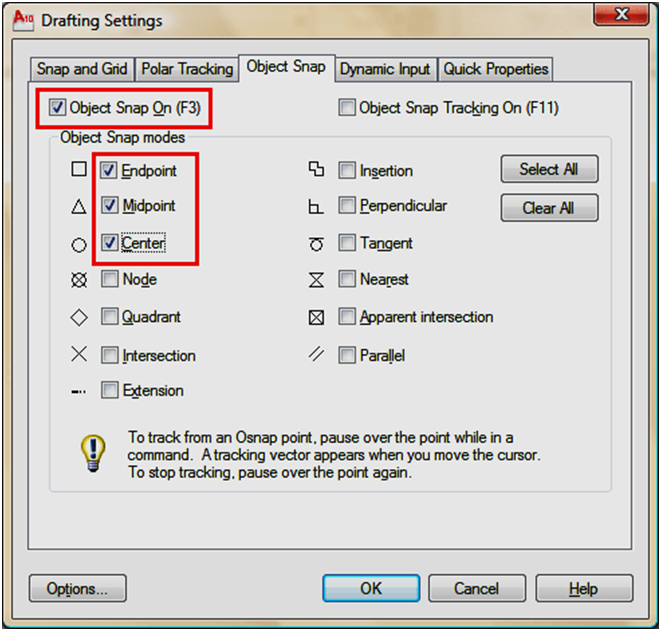 A10 Drafting Settings
Snap and Grid Polar Tracking Object Snap Dynamic Input Quick Properties
Object Snap On (F3) Object Snap Tracking On (F11)
Object Snap modes
Endpoint Insertion Select All
Midpoint Perpendicular Clear All
Center Tangent
Node Nearest
Quadrant Apparent intersection
Intersection Parallel
Extension
To track from an Osnap point, pause over the point while in a
command. A tracking vector appears when you move the cursor.
To stop tracking, pause over the point again.
Options... OK Cancel Help